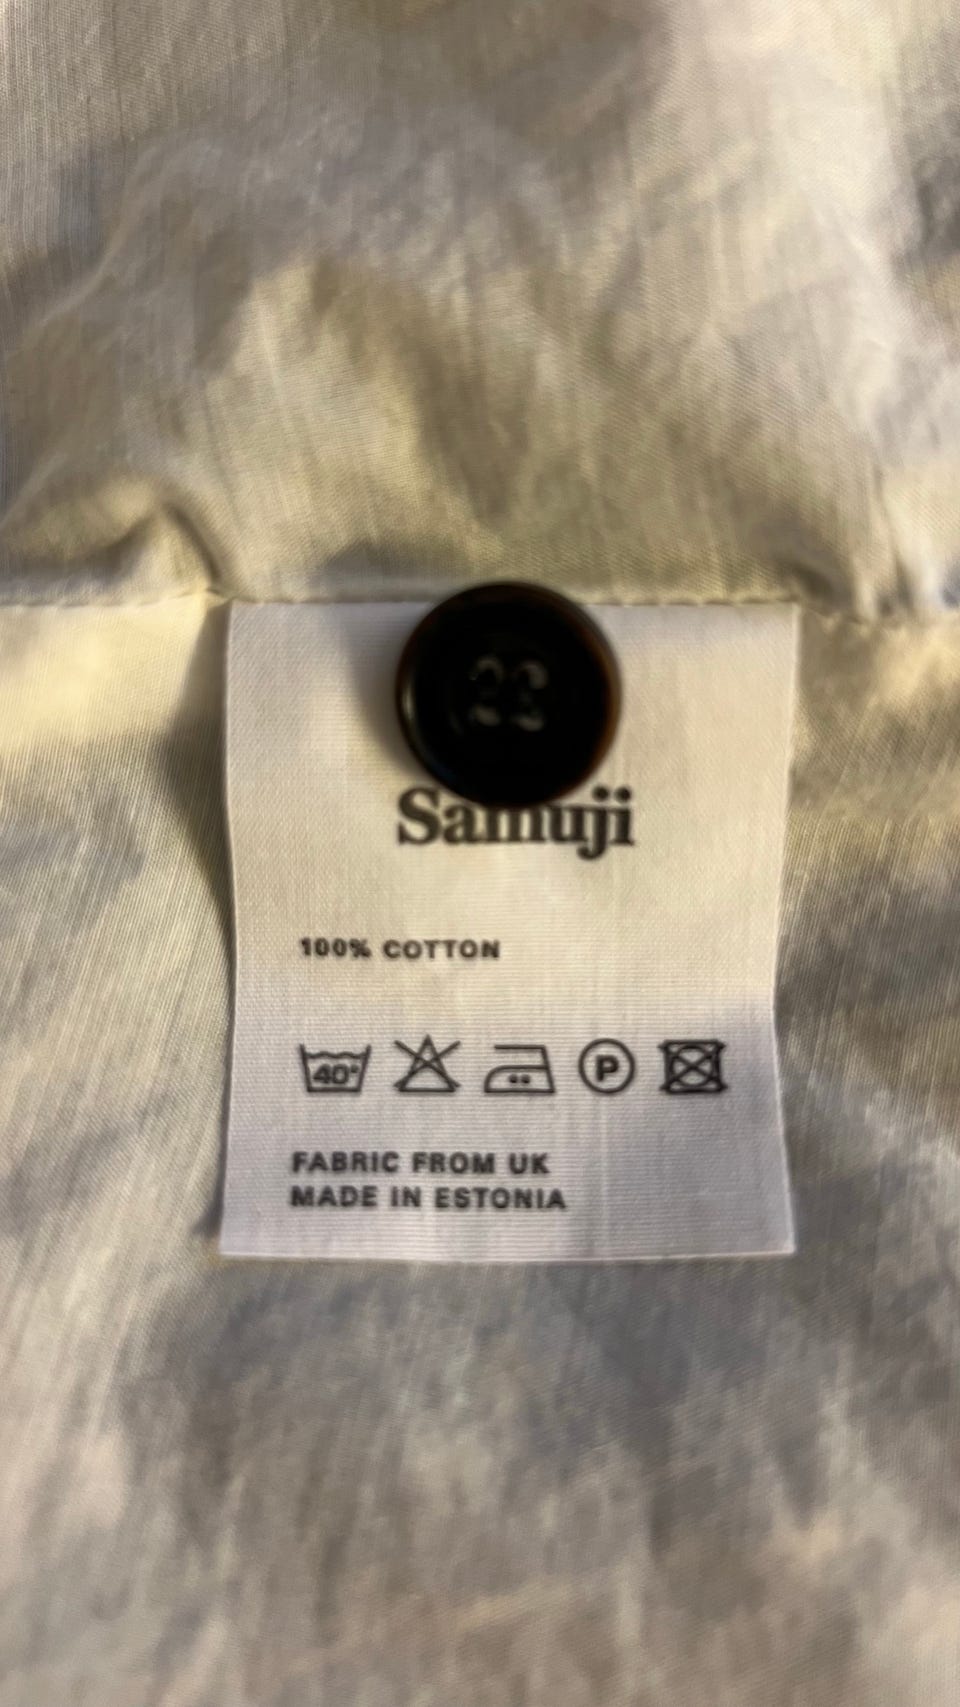 Samuji
100% COTTON
40°
P
FABRIC FROM UK
MADE IN ESTONIA